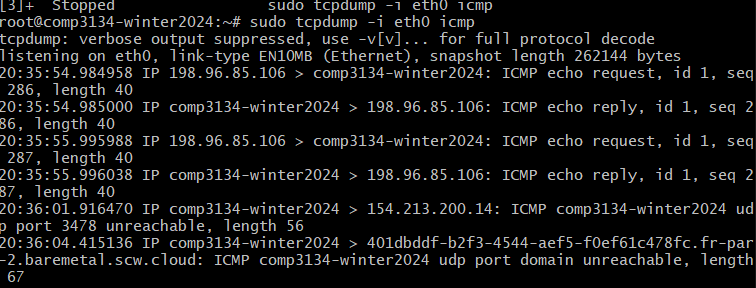 [3]+  Stopped                 sudo tcpdump -i eth0 icmp
root@comp3134-winter2024:~# sudo tcpdump -i eth0 icmp
tcpdump: verbose output suppressed, use -v[v]... for full protocol decode
listening on eth0, link-type EN10MB (Ethernet), snapshot length 262144 bytes
20:35:54.984958 IP 198.96.85.106 > comp3134-winter2024: ICMP echo request, id 1, seq
 286, length 40
20:35:54.985000 IP comp3134-winter2024 > 198.96.85.106: ICMP echo reply, id 1, seq 2
86, length 40
20:35:55.995988 IP 198.96.85.106 > comp3134-winter2024: ICMP echo request, id 1, seq
 287, length 40
20:35:55.996038 IP comp3134-winter2024 > 198.96.85.106: ICMP echo reply, id 1, seq 2
87, length 40
20:36:01.916470 IP comp3134-winter2024 > 154.213.200.14: ICMP comp3134-winter2024 ud
p port 3478 unreachable, length 56
20:36:04.415136 IP comp3134-winter2024 > 401dbddf-b2f3-4544-aef5-f0ef61c478fc.fr-par
-2.baremetal.scw.cloud: ICMP comp3134-winter2024 udp port domain unreachable, length
 67